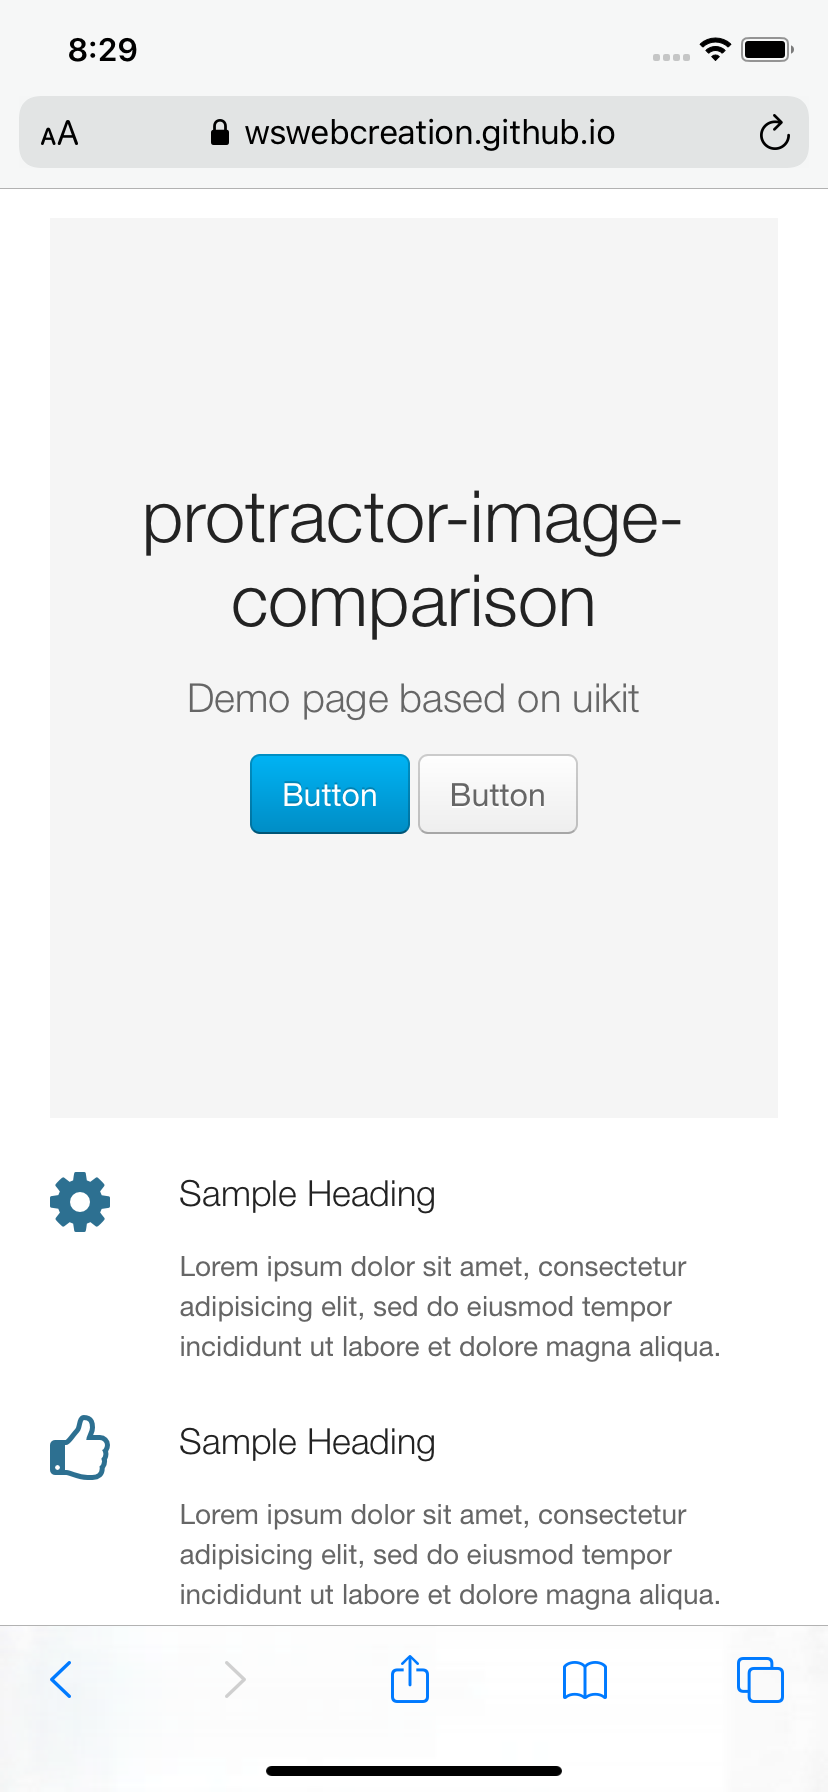 8:29
AA
wswebcreation.github.io
protractor-image-
comparison
Demo page based on uikit
Button Button
Sample Heading
Lorem ipsum dolor sit amet, consectetur
adipisicing elit, sed do eiusmod tempor
incididunt ut labore et dolore magna aliqua.
Sample Heading
Lorem ipsum dolor sit amet, consectetur
adipisicing elit, sed do eiusmod tempor
incididunt ut labore et dolore magna aliqua.